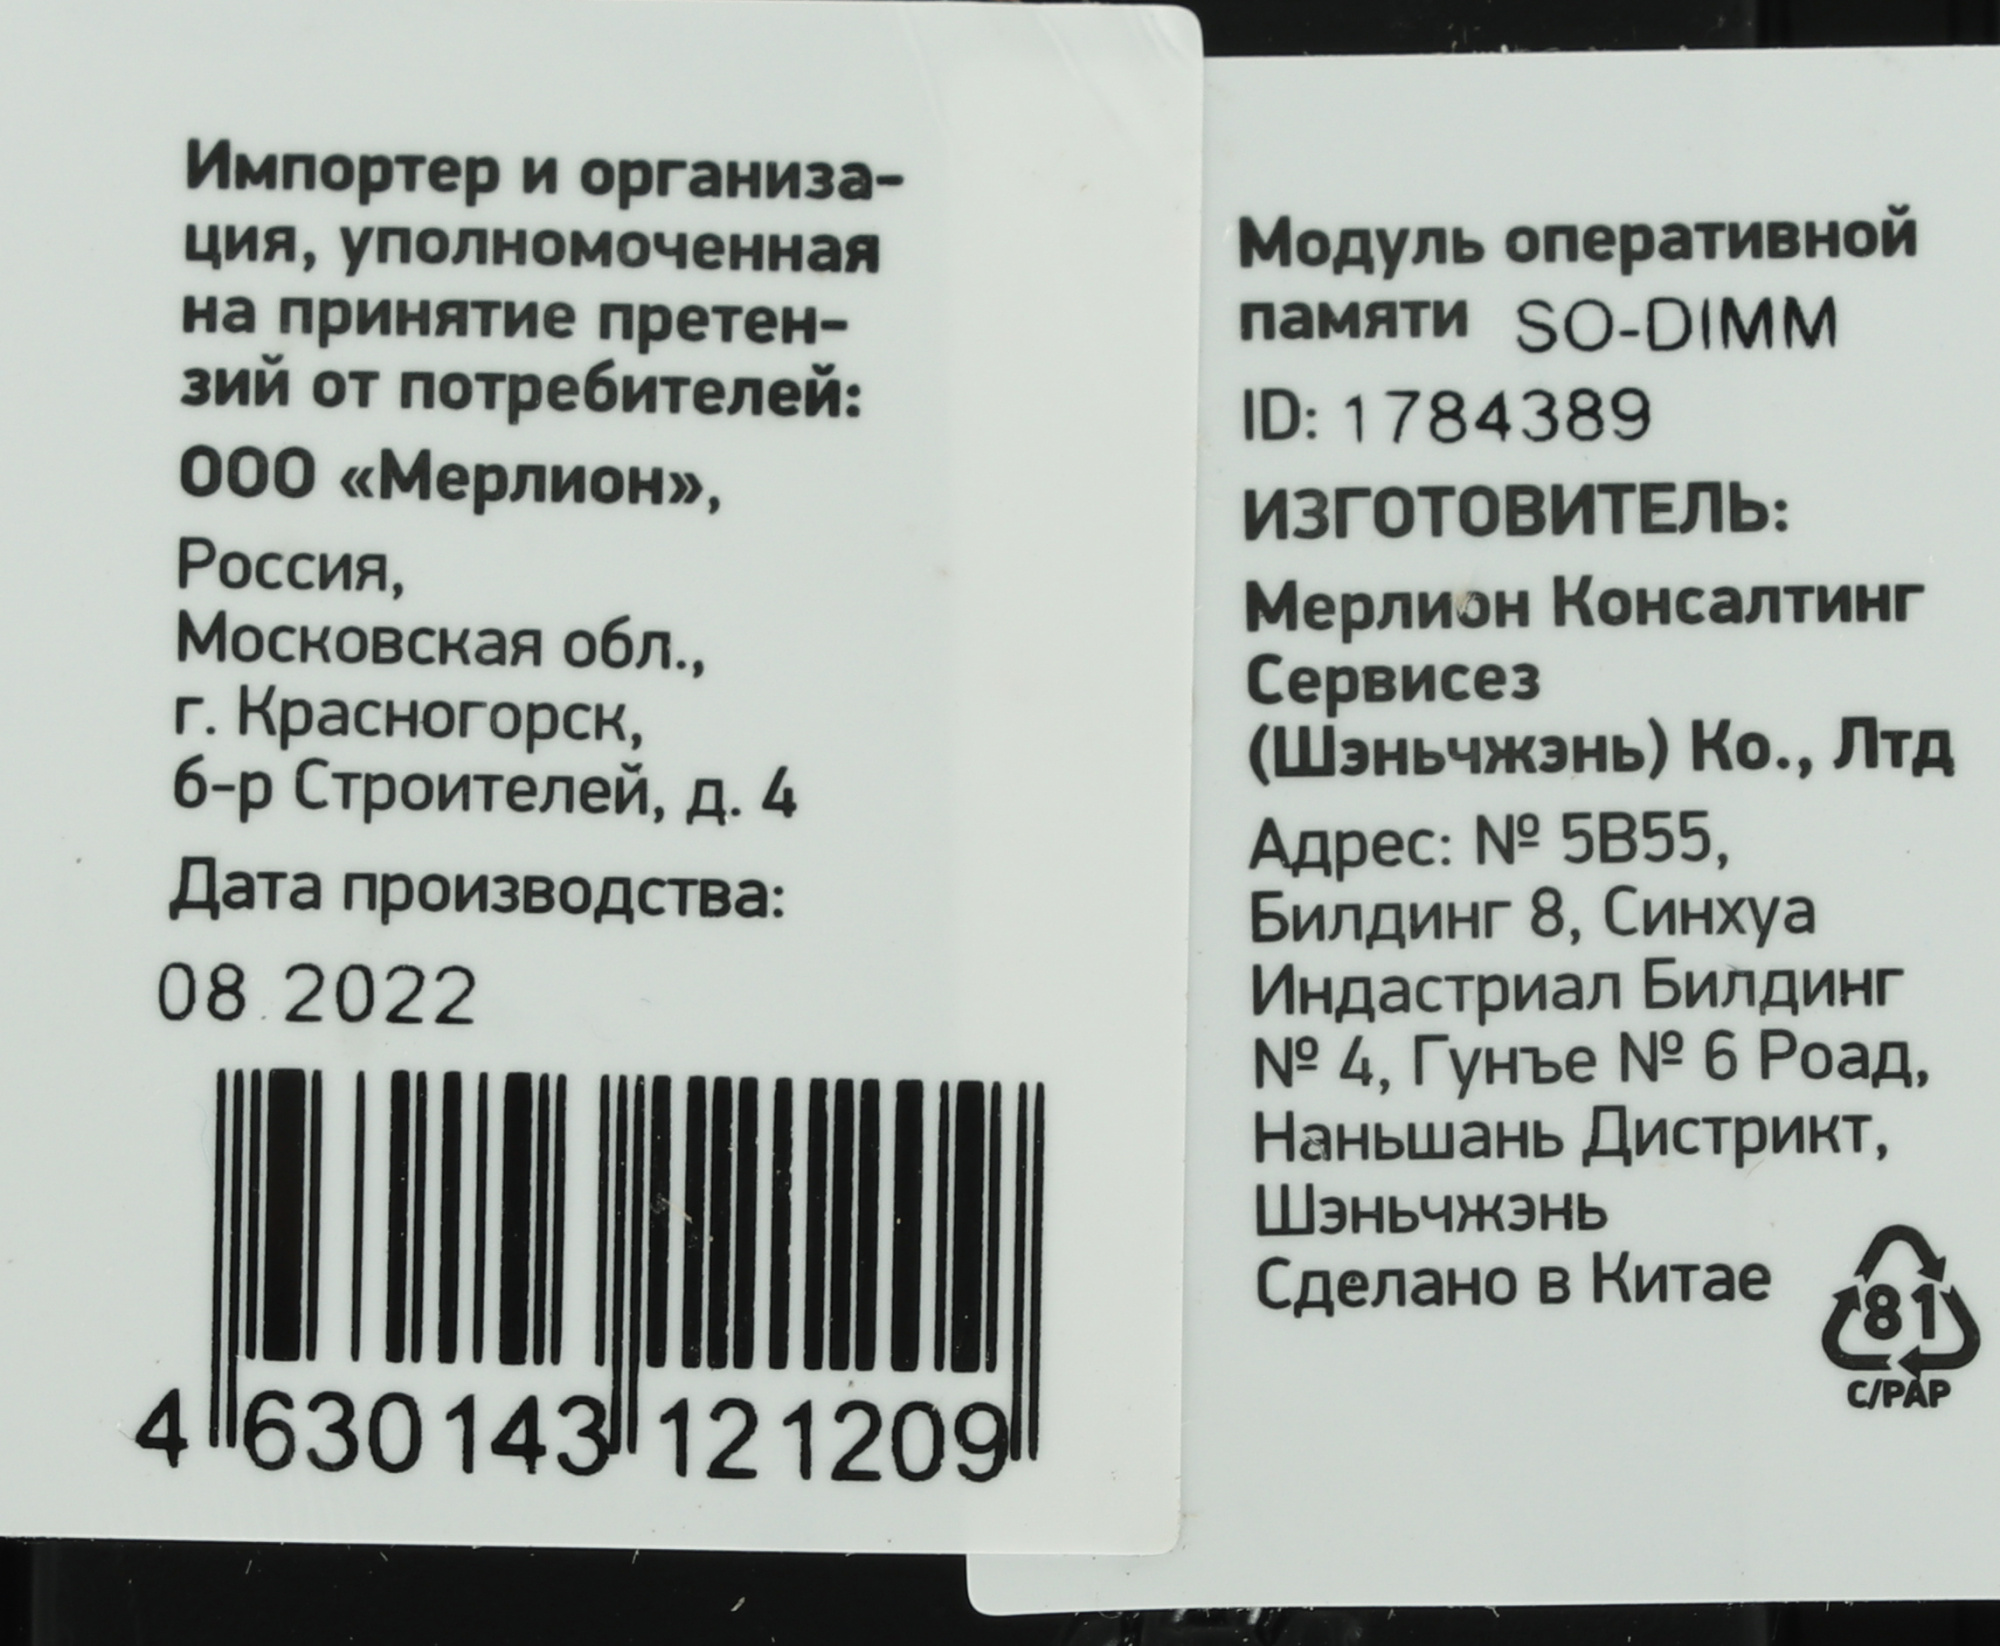 Импортер и организа-
ция, уполномоченная
на принятие претен-
зий от потребителей:
ООО «Мерлион»,
Россия,
Московская обл.,
г. Красногорск,
б-р Строителей, д. 4
Дата производства:
08.2022
4 630143 121209
Модуль оперативной
памяти SO-DIMM
ID: 1784389
ИЗГОТОВИТЕЛЬ:
Мерлион Консалтинг
Сервисез
(Шэньчжэнь) Ко., Лтд
Адрес: № 5B55,
Билдинг 8, Синхуа
Индастриал Билдинг
№ 4, Гунъе № 6 Роад,
Наньшань Дистрикт,
Шэньчжэнь
Сделано в Китае
81
C/PAP